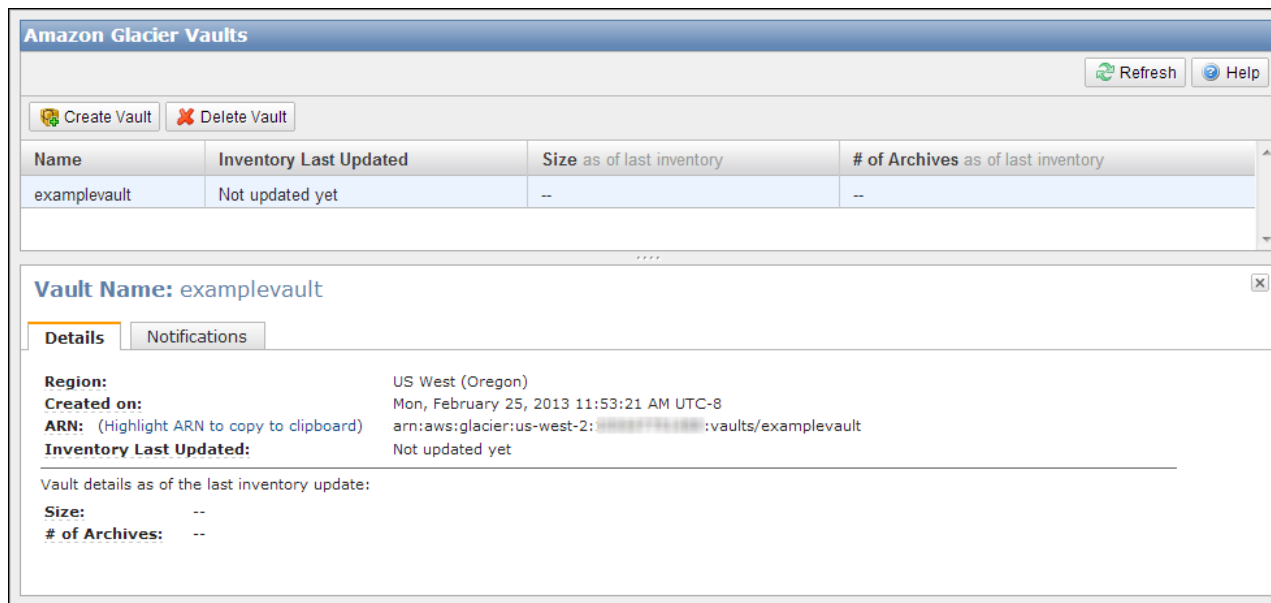 Amazon Glacier Vaults
Refresh Help
Create Vault Delete Vault
Name Inventory Last Updated Size as of last inventory # of Archives as of last inventory
examplevault Not updated yet -- --
Vault Name: examplevault
Details Notifications
Region: US West (Oregon)
Created on: Mon, February 25, 2013 11:53:21 AM UTC-8
ARN: (Highlight ARN to copy to clipboard) arn:aws:glacier:us-west-2: :vaults/examplevault
Inventory Last Updated: Not updated yet
Vault details as of the last inventory update:
Size: --
# of Archives: --